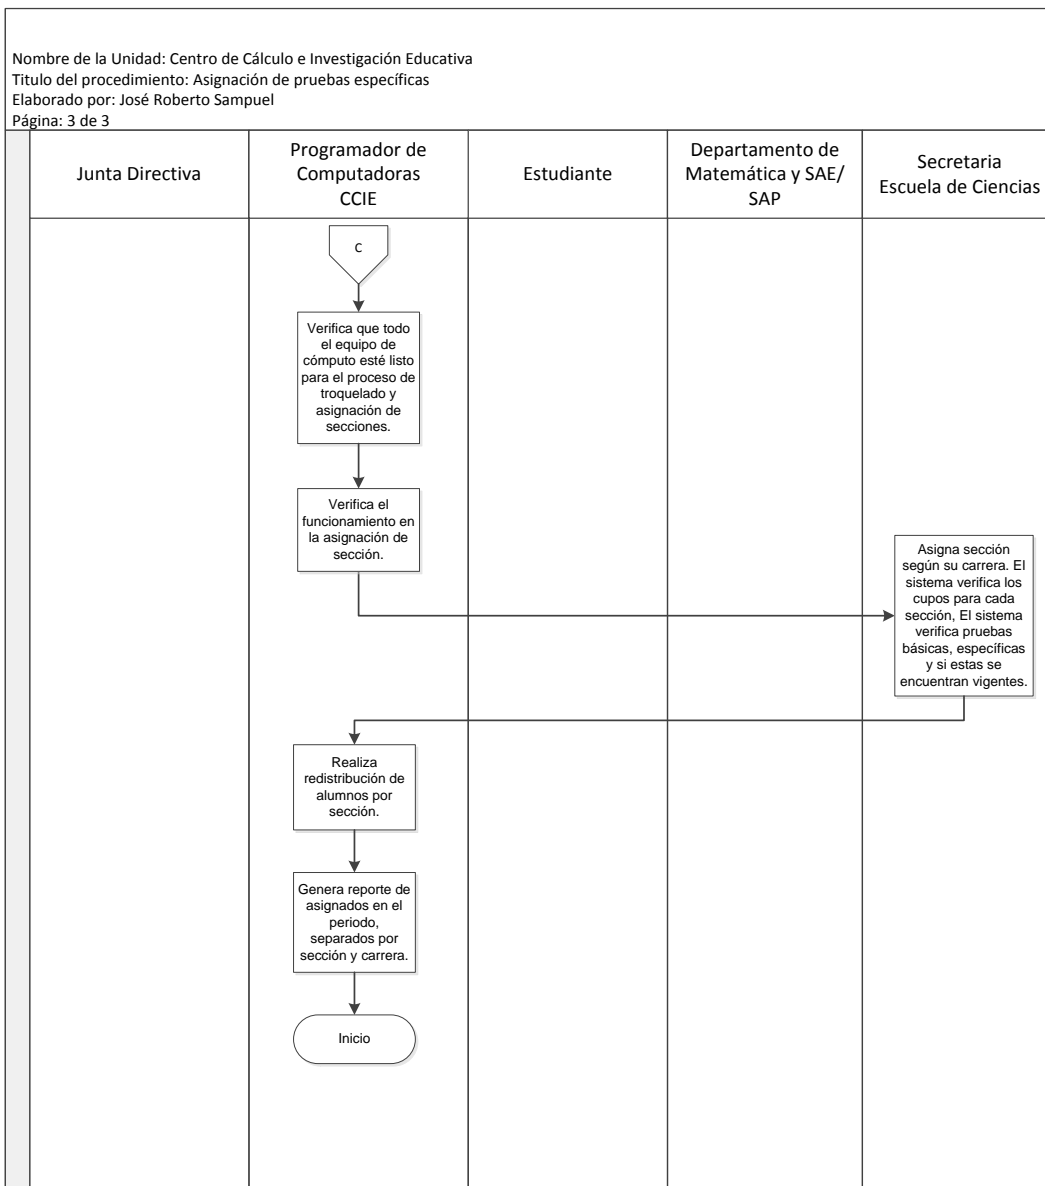 Nombre de la Unidad: Centro de Cálculo e Investigación Educativa
Titulo del procedimiento: Asignación de pruebas específicas
Elaborado por: José Roberto Sampuel
Página: 3 de 3
Junta Directiva
Programador de
Computadoras
CCIE
Estudiante
Departamento de
Matemática y SAE/
SAP
Secretaria
Escuela de Ciencias
C
Verifica que todo
el equipo de
cómputo esté listo
para el proceso de
troquelado y
asignación de
secciones.
Verifica el
funcionamiento en
la asignación de
sección.
Asigna sección
según su carrera. El
sistema verifica los
cupos para cada
sección, El sistema
verifica pruebas
básicas, específicas
y si estas se
encuentran vigentes.
Realiza
redistribución de
alumnos por
sección.
Genera reporte de
asignados en el
periodo,
separados por
sección y carrera.
Inicio